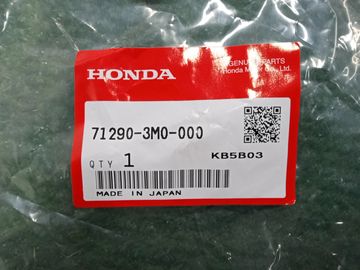 GENUINE PARTS
Honda Motor Co., Ltd.
HONDA
71290-3M0-000
QTY 1
KB5B03
MADE IN JAPAN